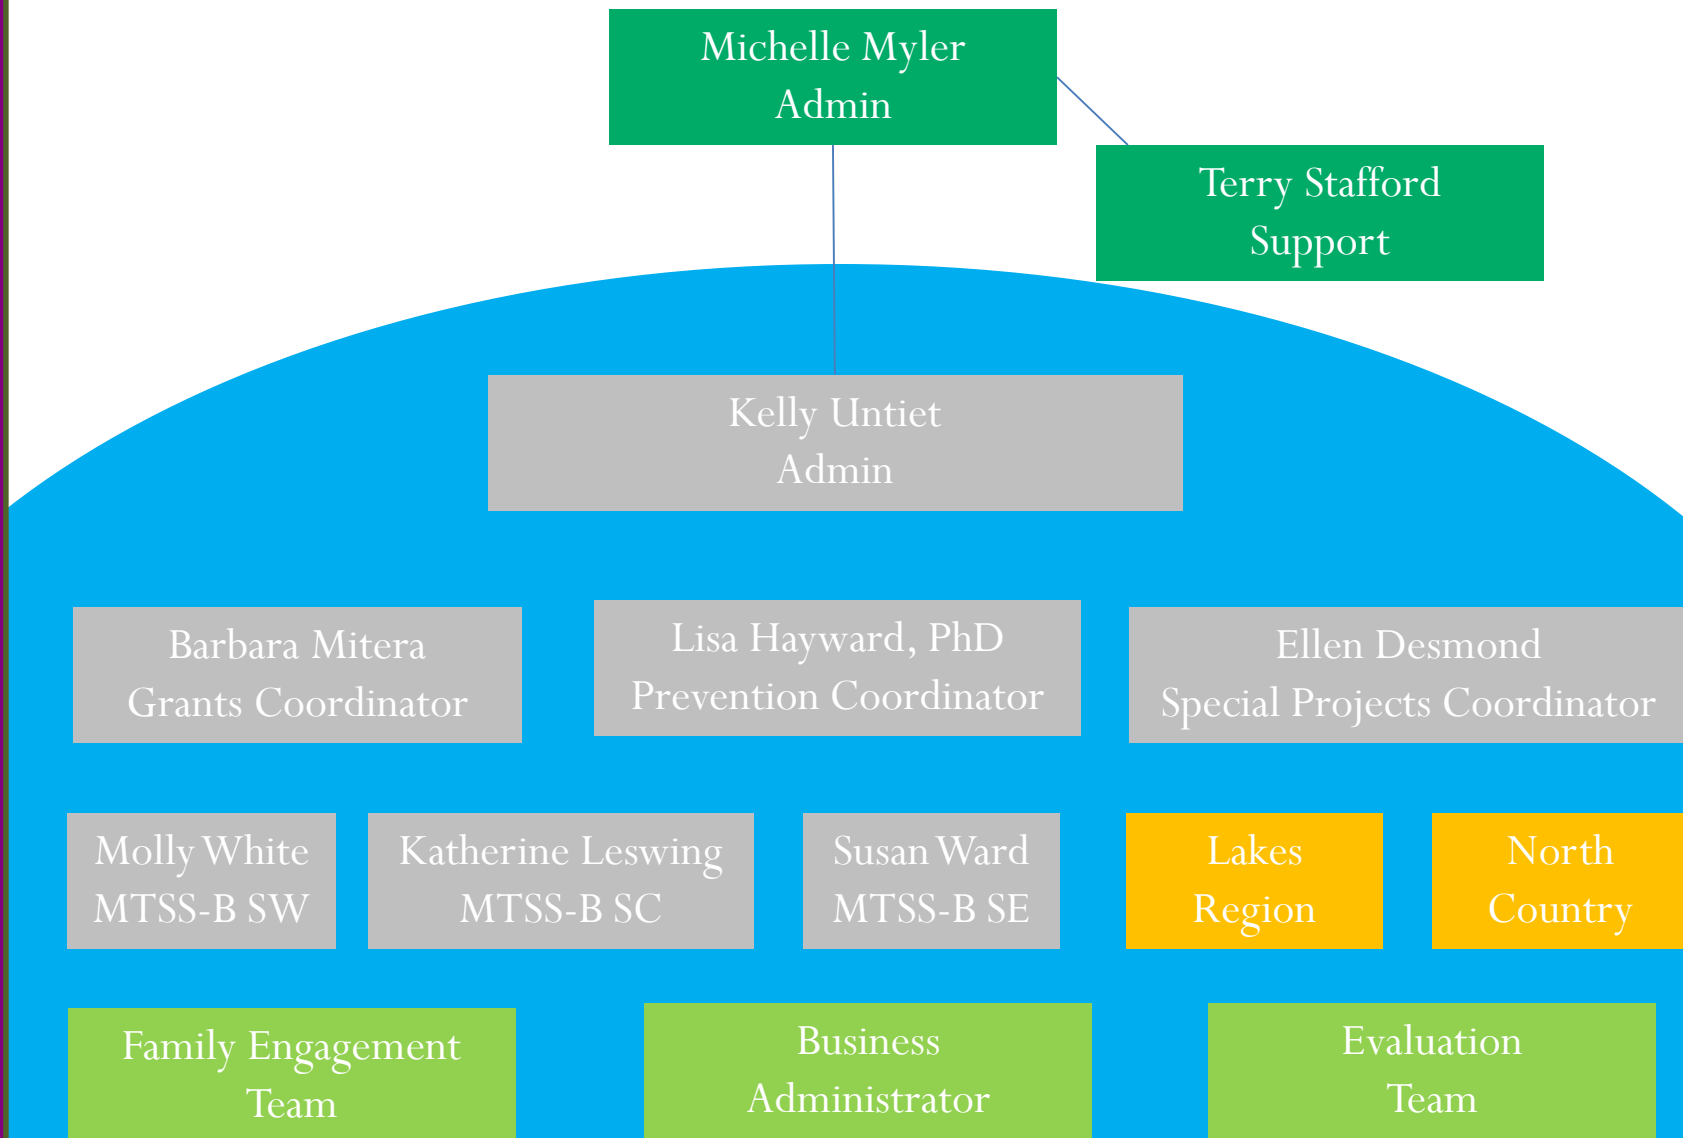 Michelle Myler
Admin
Terry Stafford
Support
Kelly Untiet
Admin
Barbara Mitera
Grants Coordinator
Lisa Hayward, PhD
Prevention Coordinator
Ellen Desmond
Special Projects Coordinator
Molly White
MTSS-B SW
Katherine Leswing
MTSS-B SC
Susan Ward
MTSS-B SE
Lakes
Region
North
Country
Family Engagement
Team
Business
Administrator
Evaluation
Team